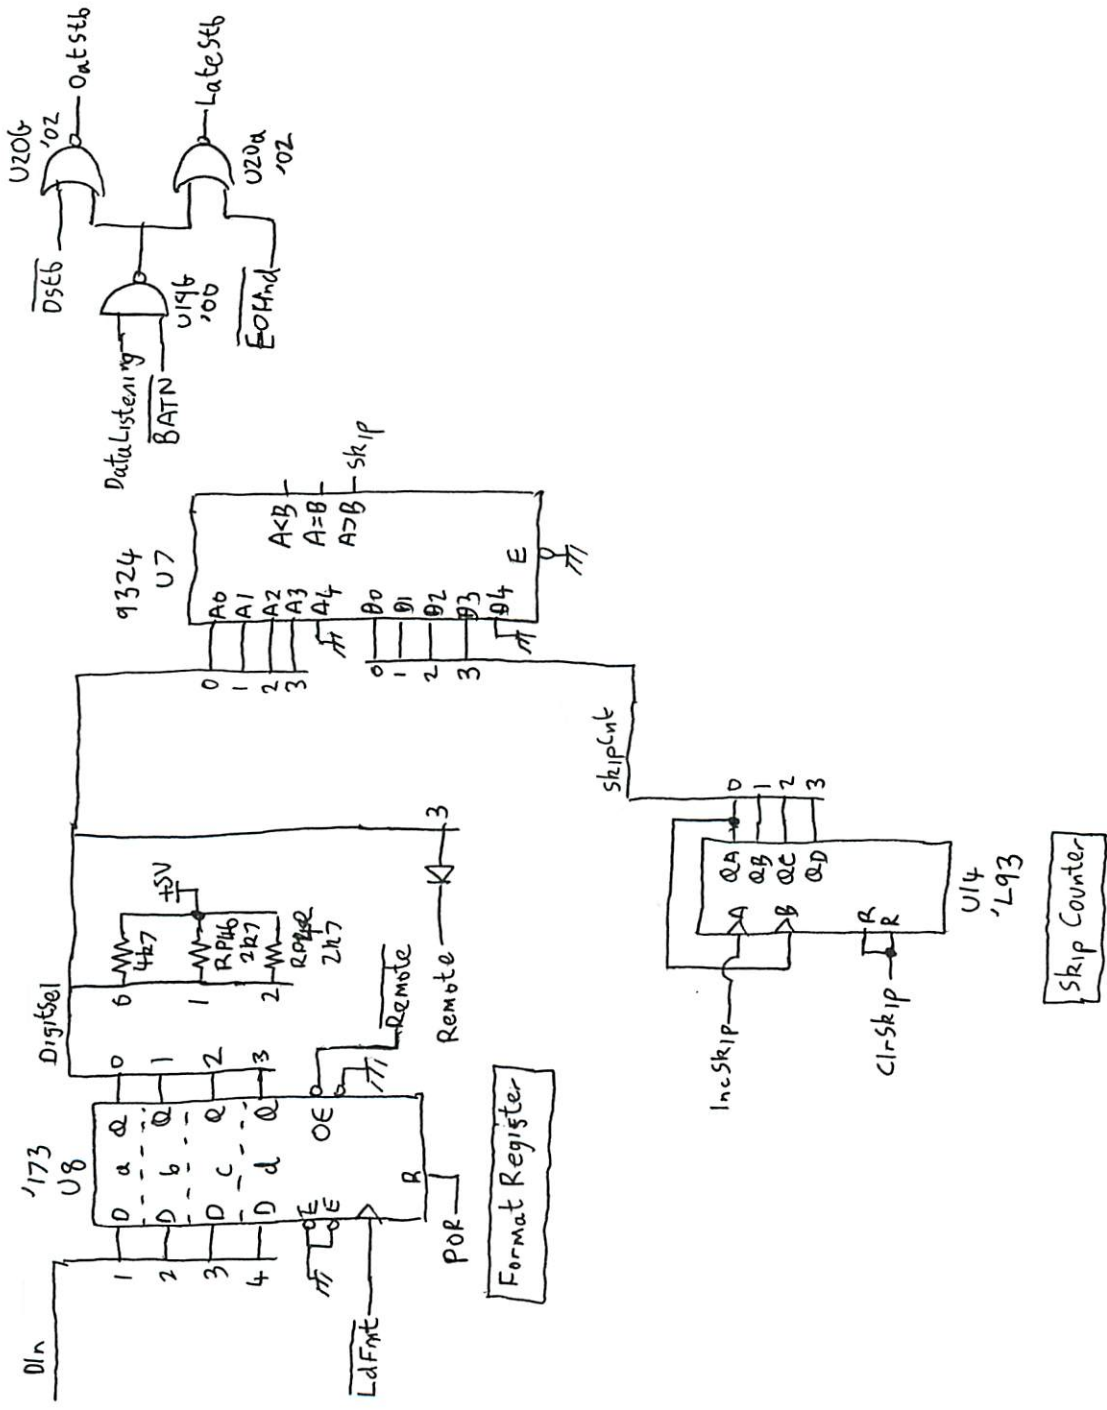 DIn
1
2
3
4
'173
U8
D a Q
D b Q
D c Q
D d Q
E
E
OE
R
0
1
2
3
LdFmt
POR
Remote
Format Register
DigitSel
0
1
2
4k7
2k7
2k7
+5V
Remote
3
9324
U7
0
1
2
3
A0
A1
A2
A3
A4
0
1
2
3
B0
B1
B2
B3
B4
A<B
A=B
A>B
E
Skip
SkipCnt
IncSkip
ClrSkip
A
B
R
R
QA
QB
QC
QD
0
1
2
3
U14
'L93
Skip Counter
DStb
DataListening
BATN
U19b
'00
EOHnd
U20b
'02
DatStb
U20a
'02
LateStb